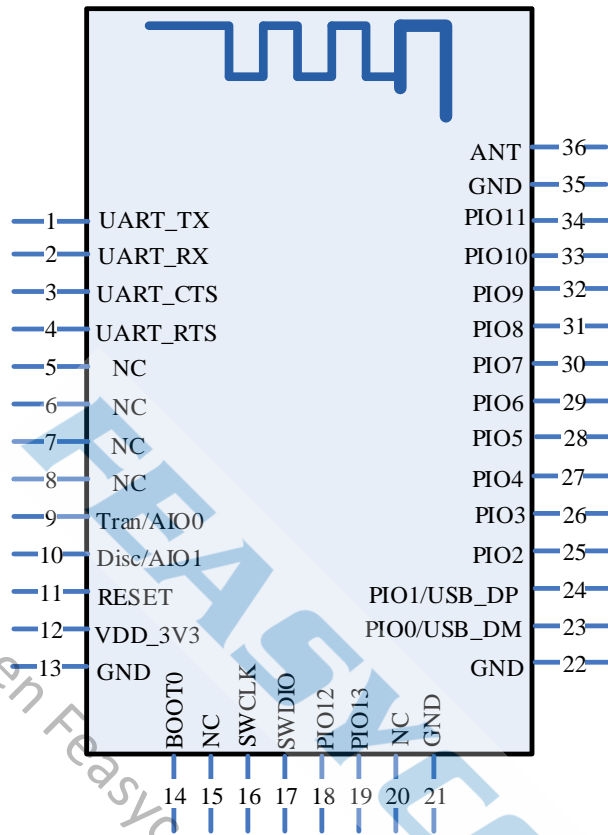 ANT 36
GND 35
1 UART_TX PIO11 34
2 UART_RX PIO10 33
3 UART_CTS PIO9 32
4 UART_RTS PIO8 31
5 NC PIO7 30
6 NC PIO6 29
7 NC PIO5 28
8 NC PIO4 27
9 Tran/AIO0 PIO3 26
10 Disc/AIO1 PIO2 25
11 RESET PIO1/USB_DP 24
12 VDD_3V3 PIO0/USB_DM 23
13 GND GND 22
BOOT0 NC SWCLK SWDIO PIO12 PIO13 NC GND
14 15 16 17 18 19 20 21
FEASYCO
en Feasyc